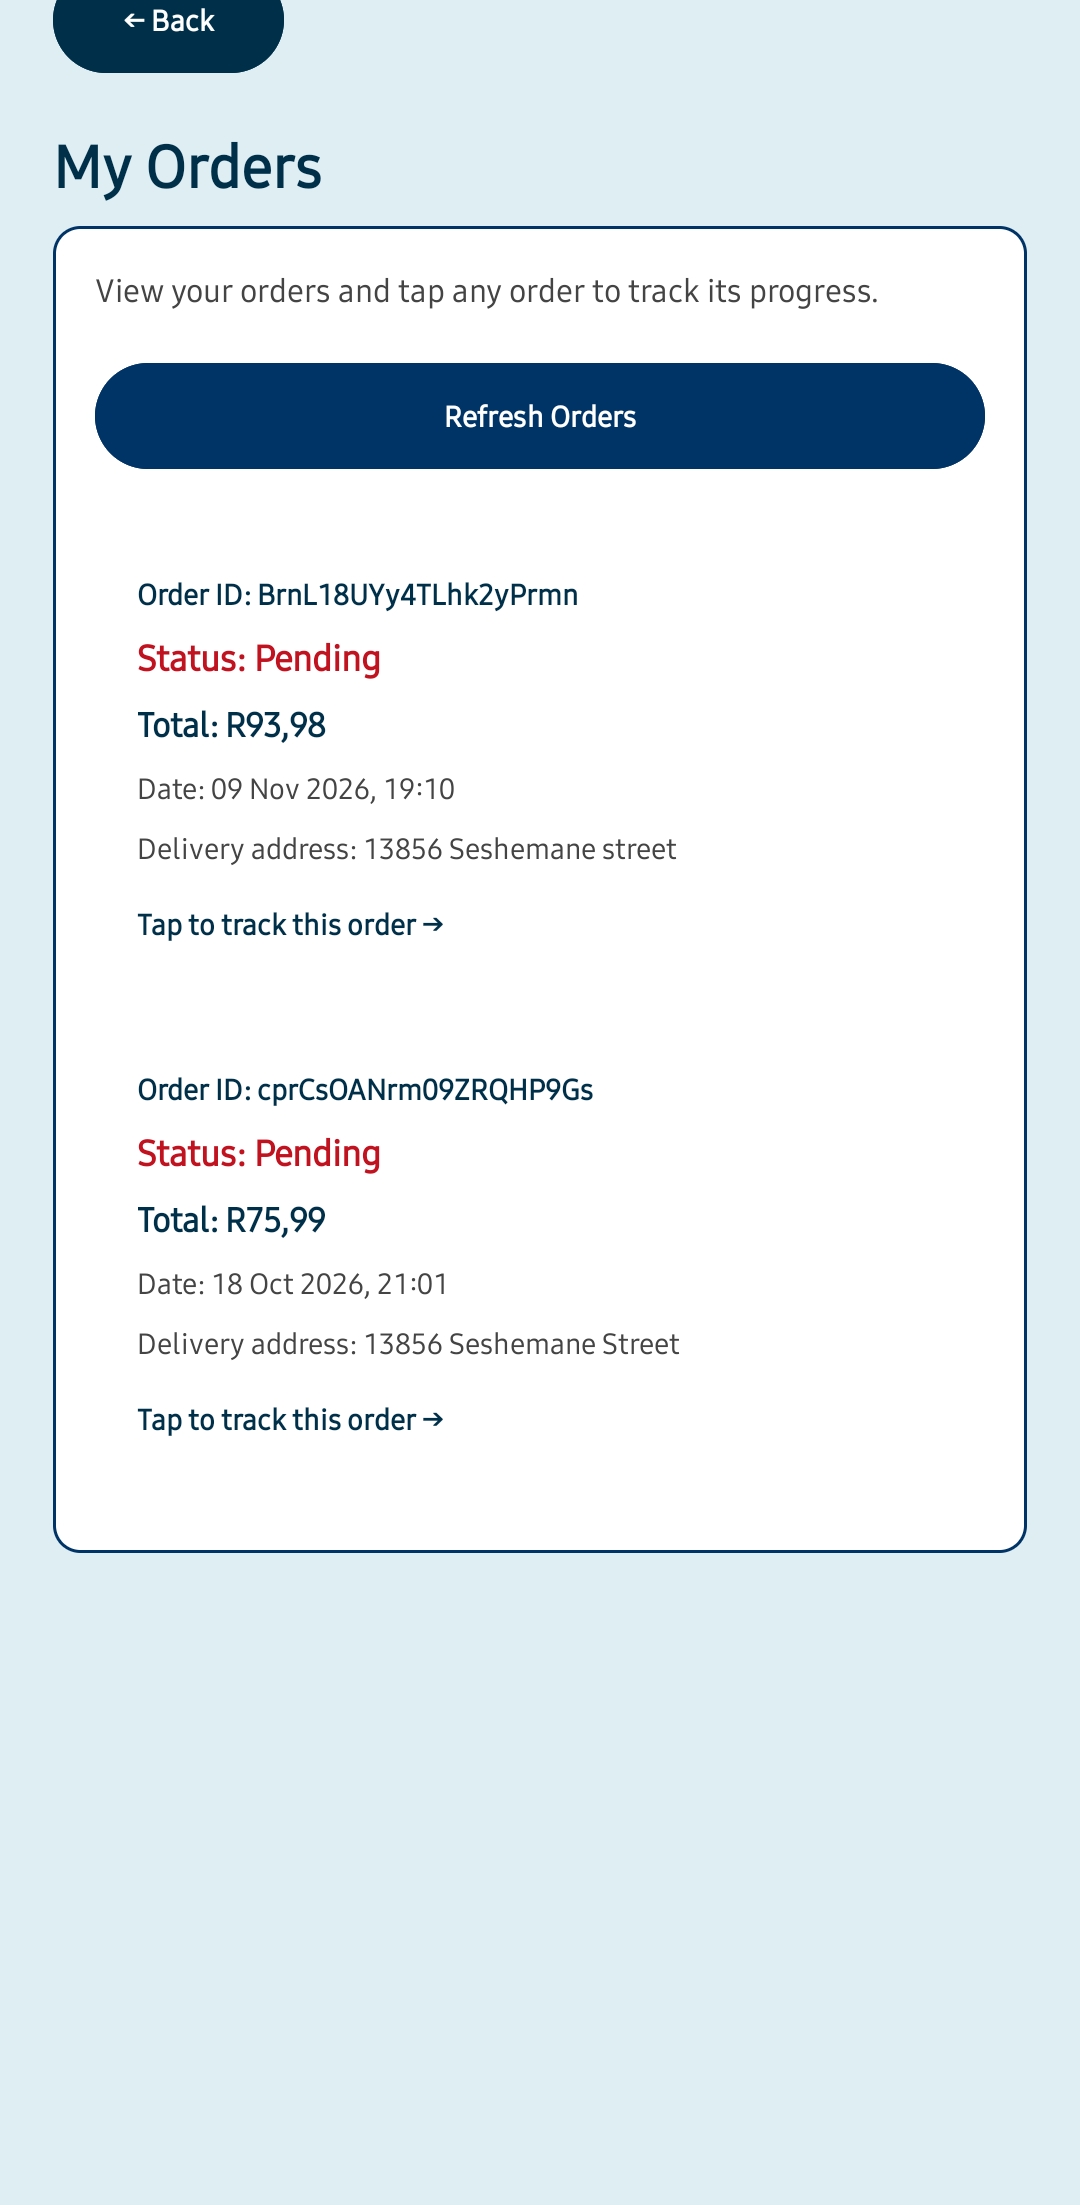 ← Back
My Orders
View your orders and tap any order to track its progress.
Refresh Orders
Order ID: BrnL18UYy4TLhk2yPrmn
Status: Pending
Total: R93,98
Date: 09 Nov 2026, 19:10
Delivery address: 13856 Seshemane street
Tap to track this order →
Order ID: cprCsOANrm09ZRQHP9Gs
Status: Pending
Total: R75,99
Date: 18 Oct 2026, 21:01
Delivery address: 13856 Seshemane Street
Tap to track this order →